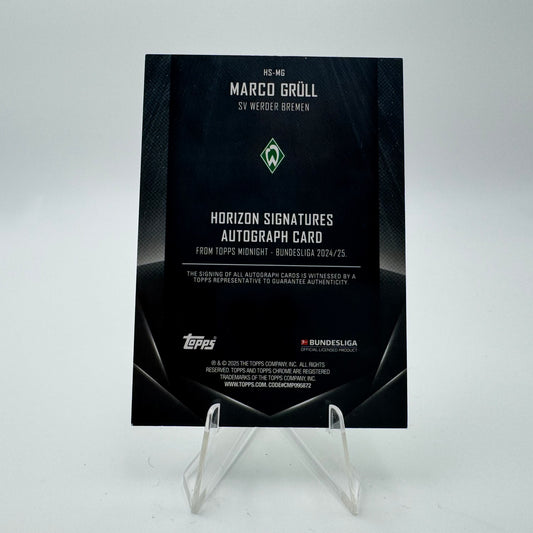 HS-MG
MARCO GRÜLL
SV WERDER BREMEN
W
HORIZON SIGNATURES
AUTOGRAPH CARD
FROM TOPPS MIDNIGHT - BUNDESLIGA 2024/25.
THE SIGNING OF ALL AUTOGRAPH CARDS IS WITNESSED BY A
TOPPS REPRESENTATIVE TO GUARANTEE AUTHENTICITY.
topps
BUNDESLIGA
OFFICIAL LICENSED PRODUCT
® & © 2025 THE TOPPS COMPANY, INC. ALL RIGHTS
RESERVED. TOPPS AND TOPPS CHROME ARE REGISTERED
TRADEMARKS OF THE TOPPS COMPANY, INC.
WWW.TOPPS.COM. CODE#CMP095872